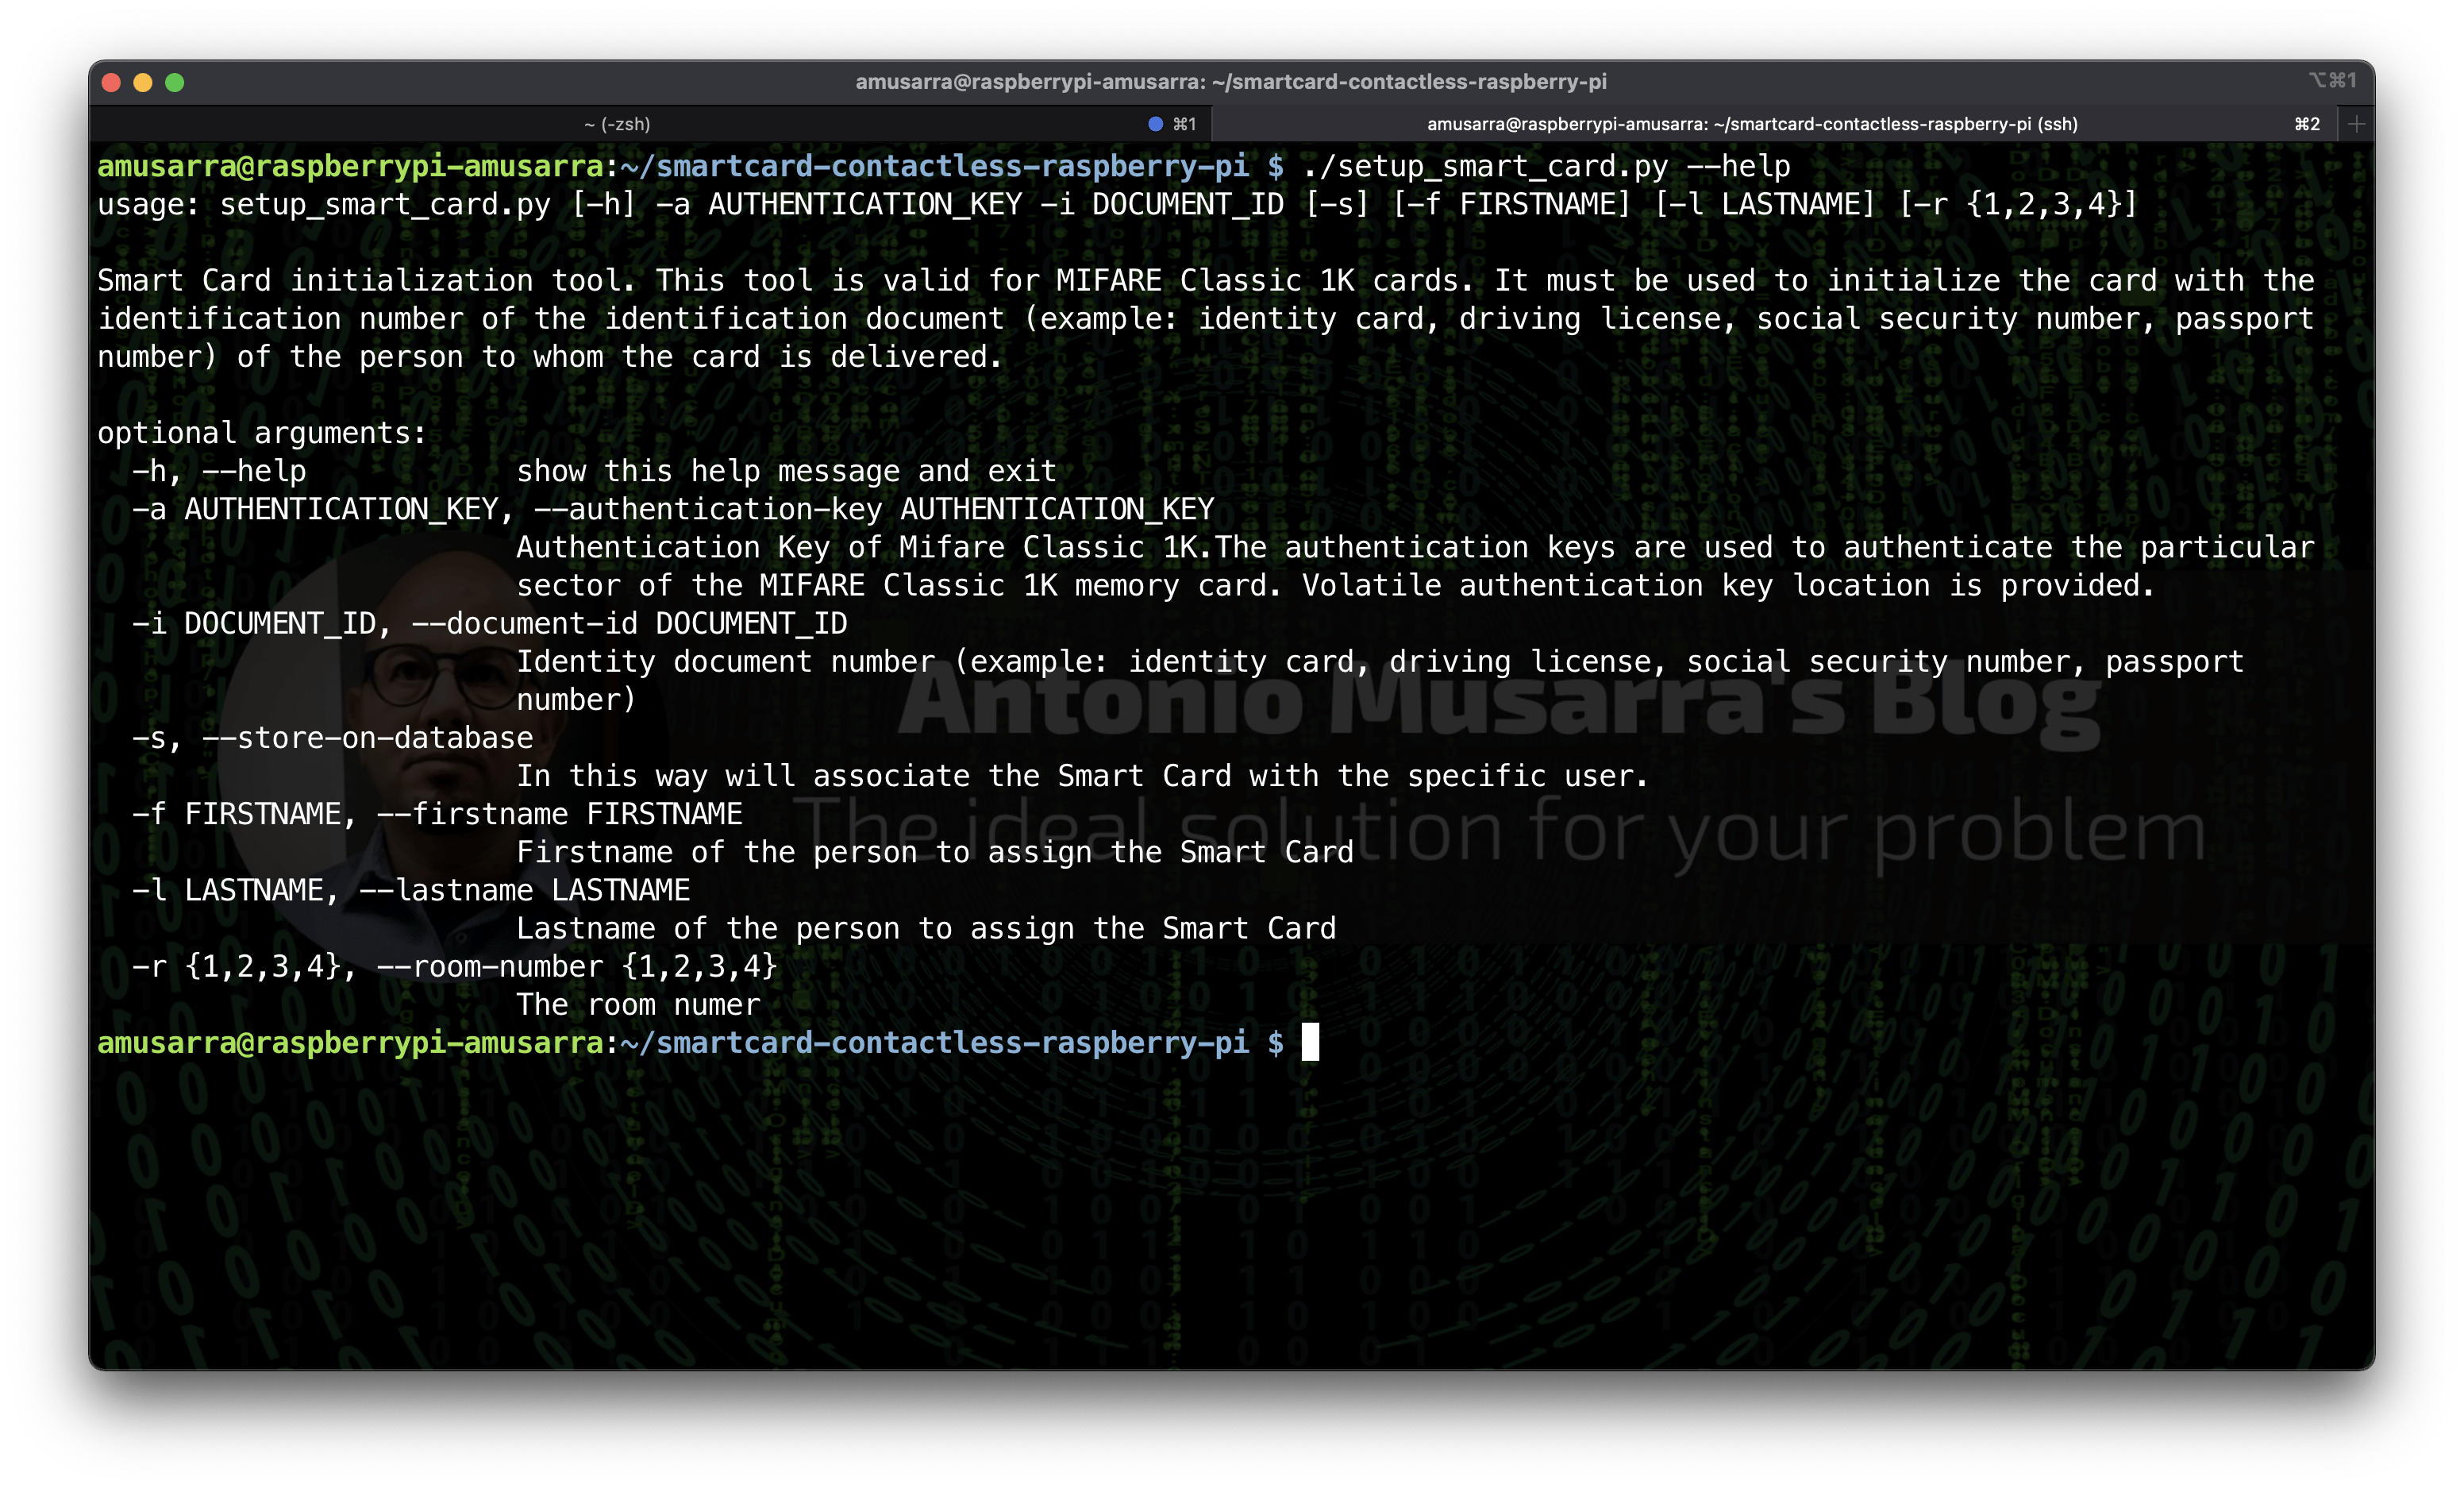 amusarra@raspberrypi-amusarra: ~/smartcard-contactless-raspberry-pi
⌥⌘1
~ (-zsh)
⌘1
amusarra@raspberrypi-amusarra: ~/smartcard-contactless-raspberry-pi (ssh)
⌘2
amusarra@raspberrypi-amusarra:~/smartcard-contactless-raspberry-pi $ ./setup_smart_card.py --help
usage: setup_smart_card.py [-h] -a AUTHENTICATION_KEY -i DOCUMENT_ID [-s] [-f FIRSTNAME] [-l LASTNAME] [-r {1,2,3,4}]
Smart Card initialization tool. This tool is valid for MIFARE Classic 1K cards. It must be used to initialize the card with the
identification number of the identification document (example: identity card, driving license, social security number, passport
number) of the person to whom the card is delivered.
optional arguments:
-h, --help show this help message and exit
-a AUTHENTICATION_KEY, --authentication-key AUTHENTICATION_KEY
Authentication Key of Mifare Classic 1K.The authentication keys are used to authenticate the particular
sector of the MIFARE Classic 1K memory card. Volatile authentication key location is provided.
-i DOCUMENT_ID, --document-id DOCUMENT_ID
Identity document number (example: identity card, driving license, social security number, passport
number)
-s, --store-on-database
In this way will associate the Smart Card with the specific user.
-f FIRSTNAME, --firstname FIRSTNAME
Firstname of the person to assign the Smart Card
-l LASTNAME, --lastname LASTNAME
Lastname of the person to assign the Smart Card
-r {1,2,3,4}, --room-number {1,2,3,4}
The room numer
amusarra@raspberrypi-amusarra:~/smartcard-contactless-raspberry-pi $
Antonio Musarra's Blog
The ideal solution for your problem